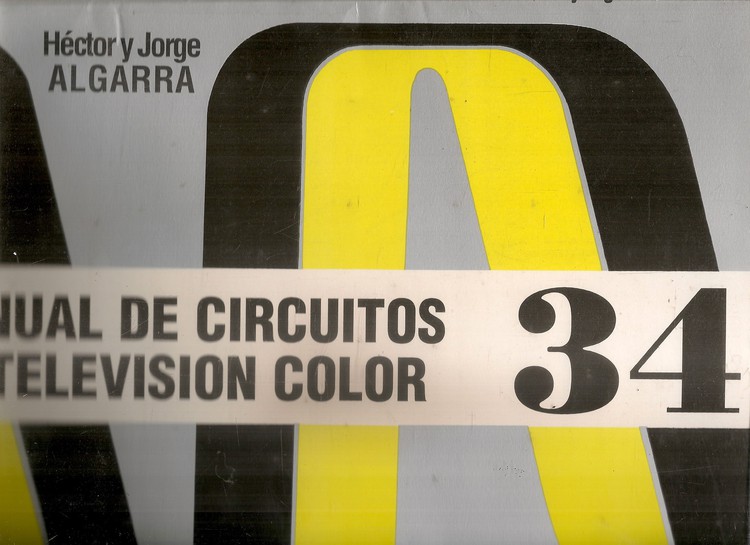 Héctor y Jorge
ALGARRA
NUAL DE CIRCUITOS
TELEVISION COLOR
34